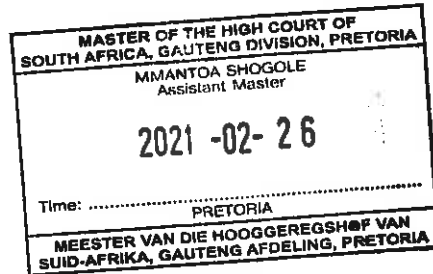 MASTER OF THE HIGH COURT OF
SOUTH AFRICA, GAUTENG DIVISION, PRETORIA
MMANTOA SHOGOLE
Assistant Master
2021 -02- 26
Time: ........................................
PRETORIA
MEESTER VAN DIE HOOGGEREGSHOF VAN
SUID-AFRIKA, GAUTENG AFDELING, PRETORIA